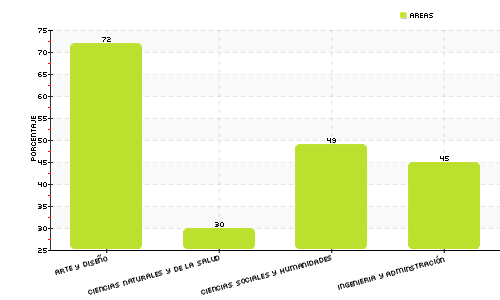 AREAS
75
70
65
60
55
50
45
40
35
30
25
PORCENTAJE
72
30
49
45
ARTE Y DISEÑO
CIENCIAS NATURALES Y DE LA SALUD
CIENCIAS SOCIALES Y HUMANIDADES
INGENIERIA Y ADMINISTRACIÓN